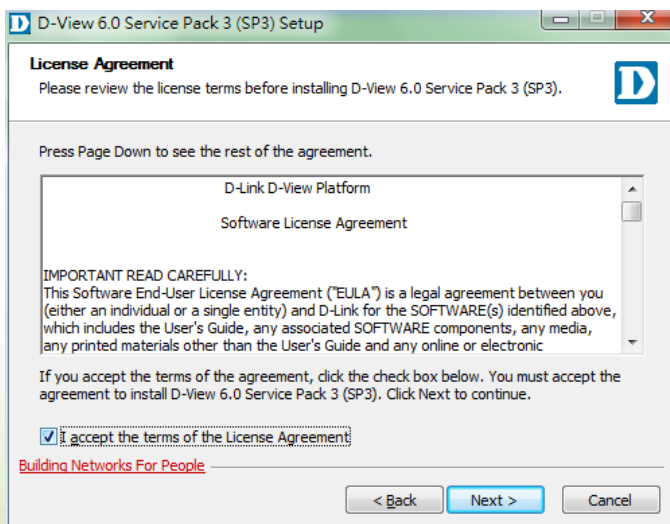 D-View 6.0 Service Pack 3 (SP3) Setup
License Agreement
Please review the license terms before installing D-View 6.0 Service Pack 3 (SP3).
D
Press Page Down to see the rest of the agreement.
D-Link D-View Platform
Software License Agreement
IMPORTANT READ CAREFULLY:
This Software End-User License Agreement ("EULA") is a legal agreement between you
(either an individual or a single entity) and D-Link for the SOFTWARE(s) identified above,
which includes the User's Guide, any associated SOFTWARE components, any media,
any printed materials other than the User's Guide and any online or electronic
If you accept the terms of the agreement, click the check box below. You must accept the
agreement to install D-View 6.0 Service Pack 3 (SP3). Click Next to continue.
I accept the terms of the License Agreement
Building Networks For People
< Back Next > Cancel